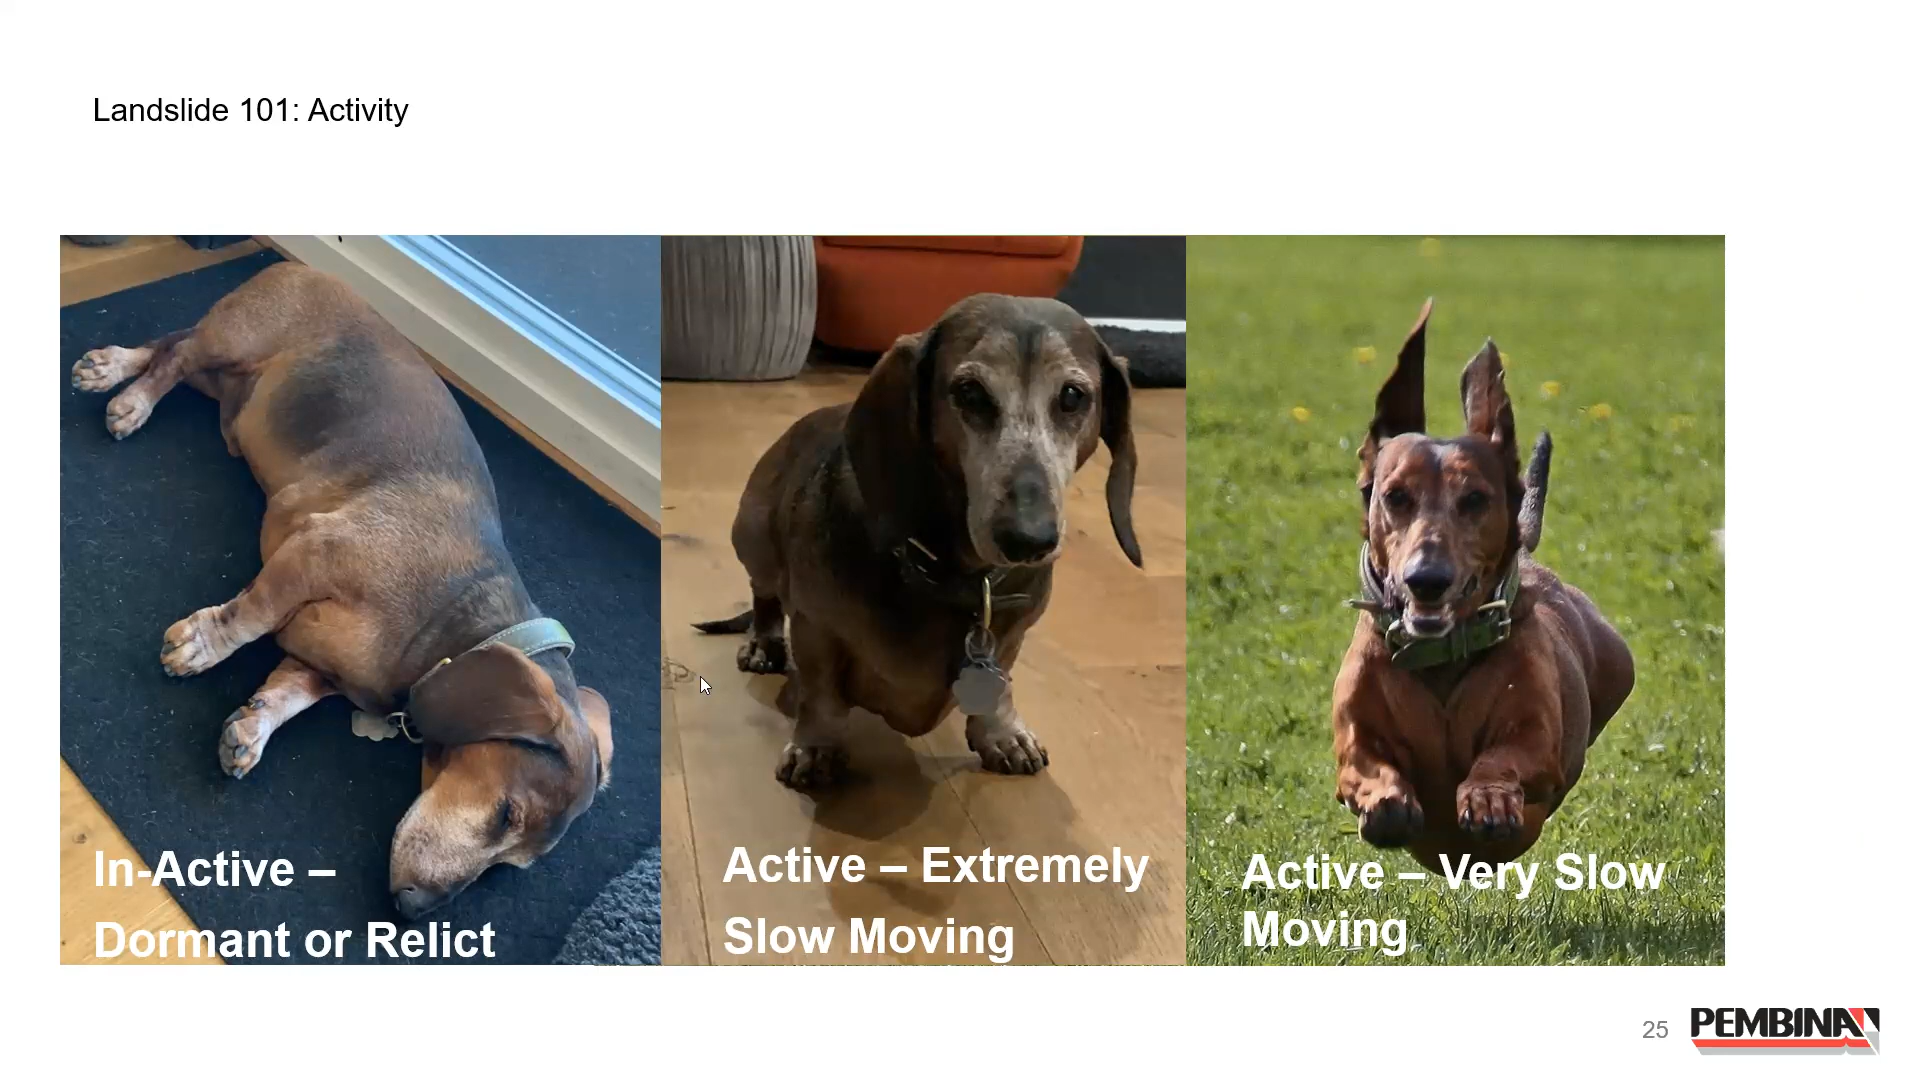 Landslide 101: Activity
In-Active –
Dormant or Relict
Active – Extremely
Slow Moving
Active – Very Slow
Moving
25
PEMBINA